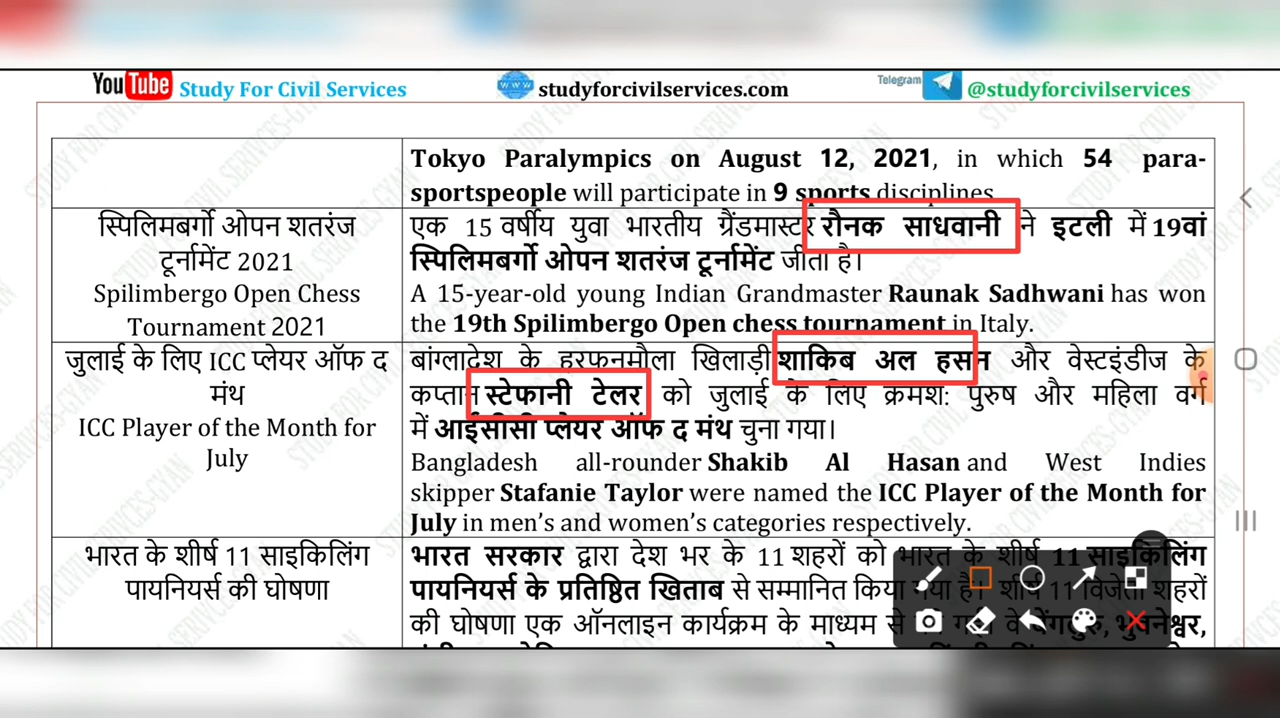 YouTube Study For Civil Services
www studyforcivilservices.com
Telegram @studyforcivilservices
Tokyo Paralympics on August 12, 2021, in which 54 para-
sportspeople will participate in 9 sports disciplines
स्पिलिमबर्गो ओपन शतरंज
टूर्नामेंट 2021
Spilimbergo Open Chess
Tournament 2021
एक 15 वर्षीय युवा भारतीय ग्रैंडमास्टर रौनक साधवानी ने इटली में 19वां
स्पिलिमबर्गो ओपन शतरंज टूर्नामेंट जीता है।
A 15-year-old young Indian Grandmaster Raunak Sadhwani has won
the 19th Spilimbergo Open chess tournament in Italy.
जुलाई के लिए ICC प्लेयर ऑफ द
मंथ
ICC Player of the Month for
July
बांग्लादेश के हरफनमौला खिलाड़ी शाकिब अल हसन और वेस्टइंडीज के
कप्तान स्टेफानी टेलर को जुलाई के लिए क्रमश: पुरुष और महिला वर्ग
में आईसीसी प्लेयर ऑफ द मंथ चुना गया।
Bangladesh all-rounder Shakib Al Hasan and West Indies
skipper Stafanie Taylor were named the ICC Player of the Month for
July in men's and women's categories respectively.
भारत के शीर्ष 11 साइकिलिंग
पायनियर्स की घोषणा
भारत सरकार द्वारा देश भर के 11 शहरों को भारत के शीर्ष 11 साइकिलिंग
पायनियर्स के प्रतिष्ठित खिताब से सम्मानित किया गया है। शीर्ष 11 विजेता शहरों
की घोषणा एक ऑनलाइन कार्यक्रम के माध्यम से वे बेंगलुरु, भुवनेश्वर,